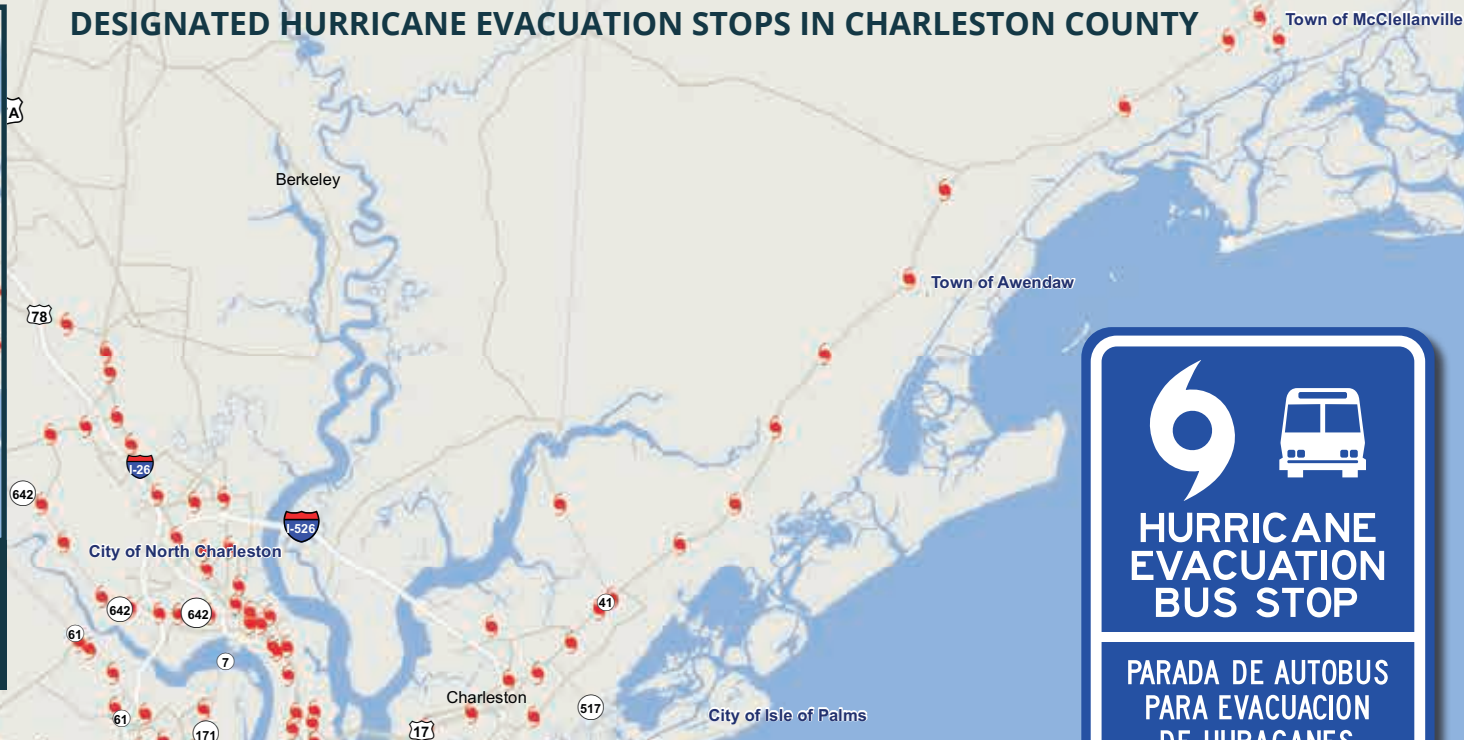 DESIGNATED HURRICANE EVACUATION STOPS IN CHARLESTON COUNTY
Town of McClellanville
A
Berkeley
Town of Awendaw
78
I-26
642
I-526
City of North Charleston
642
642
41
61
7
Charleston
517
City of Isle of Palms
61
171
17
HURRICANE
EVACUATION
BUS STOP
PARADA DE AUTOBUS
PARA EVACUACION
DE HURACANES